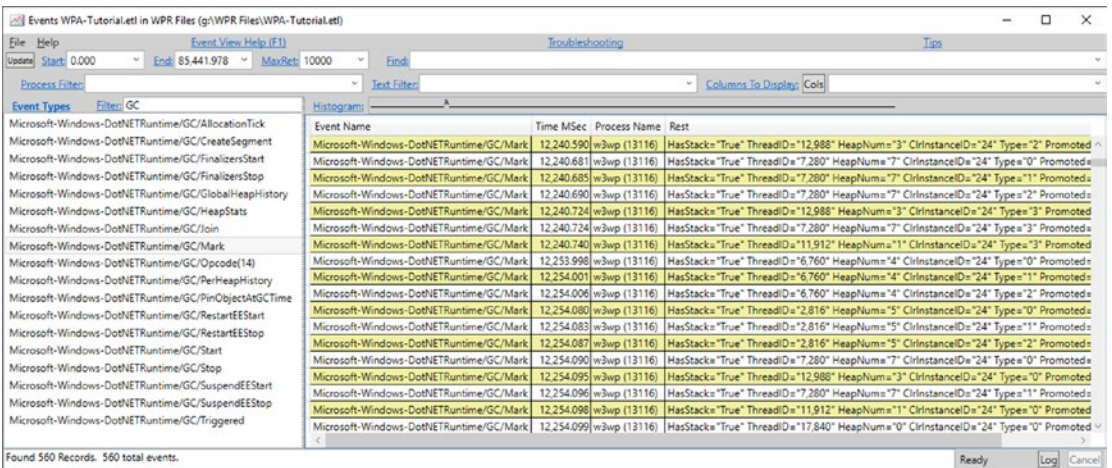 Events WPA-Tutorial.etl in WPR Files (g:\WPR Files\WPA-Tutorial.etl)
File Help Event View Help (F1) Troubleshooting Tips
Update Start: 0.000 End: 85,441.978 MaxRet: 10000 Find:
Process Filter: Text Filter: Columns To Display: Cols
Event Types Filter: GC Histogram: A
Microsoft-Windows-DotNETRuntime/GC/AllocationTick
Microsoft-Windows-DotNETRuntime/GC/CreateSegment
Microsoft-Windows-DotNETRuntime/GC/FinalizersStart
Microsoft-Windows-DotNETRuntime/GC/FinalizersStop
Microsoft-Windows-DotNETRuntime/GC/GlobalHeapHistory
Microsoft-Windows-DotNETRuntime/GC/HeapStats
Microsoft-Windows-DotNETRuntime/GC/Join
Microsoft-Windows-DotNETRuntime/GC/Mark
Microsoft-Windows-DotNETRuntime/GC/Opcode(14)
Microsoft-Windows-DotNETRuntime/GC/PerHeapHistory
Microsoft-Windows-DotNETRuntime/GC/PinObjectAtGCTime
Microsoft-Windows-DotNETRuntime/GC/RestartEEStart
Microsoft-Windows-DotNETRuntime/GC/RestartEEStop
Microsoft-Windows-DotNETRuntime/GC/Start
Microsoft-Windows-DotNETRuntime/GC/Stop
Microsoft-Windows-DotNETRuntime/GC/SuspendEEStart
Microsoft-Windows-DotNETRuntime/GC/SuspendEEStop
Microsoft-Windows-DotNETRuntime/GC/Triggered
Event Name Time MSec Process Name Rest
Microsoft-Windows-DotNETRuntime/GC/Mark 12,240.590 w3wp (13116) HasStack="True" ThreadID="12,988" HeapNum="3" ClrInstanceID="24" Type="2" Promoted
Microsoft-Windows-DotNETRuntime/GC/Mark 12,240.681 w3wp (13116) HasStack="True" ThreadID="7,280" HeapNum="7" ClrInstanceID="24" Type="0" Promoted=
Microsoft-Windows-DotNETRuntime/GC/Mark 12,240.685 w3wp (13116) HasStack="True" ThreadID="7,280" HeapNum="7" ClrInstanceID="24" Type="1" Promoted=
Microsoft-Windows-DotNETRuntime/GC/Mark 12,240.690 w3wp (13116) HasStack="True" ThreadID="7,280" HeapNum="7" ClrInstanceID="24" Type="2" Promoted=
Microsoft-Windows-DotNETRuntime/GC/Mark 12,240.724 w3wp (13116) HasStack="True" ThreadID="12,988" HeapNum="3" ClrInstanceID="24" Type="3" Promoted
Microsoft-Windows-DotNETRuntime/GC/Mark 12,240.724 w3wp (13116) HasStack="True" ThreadID="7,280" HeapNum="7" ClrInstanceID="24" Type="3" Promoted=
Microsoft-Windows-DotNETRuntime/GC/Mark 12,240.740 w3wp (13116) HasStack="True" ThreadID="11,912" HeapNum="1" ClrInstanceID="24" Type="3" Promoted
Microsoft-Windows-DotNETRuntime/GC/Mark 12,253.998 w3wp (13116) HasStack="True" ThreadID="6,760" HeapNum="4" ClrInstanceID="24" Type="0" Promoted=
Microsoft-Windows-DotNETRuntime/GC/Mark 12,254.001 w3wp (13116) HasStack="True" ThreadID="6,760" HeapNum="4" ClrInstanceID="24" Type="1" Promoted=
Microsoft-Windows-DotNETRuntime/GC/Mark 12,254.006 w3wp (13116) HasStack="True" ThreadID="6,760" HeapNum="4" ClrInstanceID="24" Type="2" Promoted=
Microsoft-Windows-DotNETRuntime/GC/Mark 12,254.080 w3wp (13116) HasStack="True" ThreadID="2,816" HeapNum="5" ClrInstanceID="24" Type="0" Promoted=
Microsoft-Windows-DotNETRuntime/GC/Mark 12,254.083 w3wp (13116) HasStack="True" ThreadID="2,816" HeapNum="5" ClrInstanceID="24" Type="1" Promoted=
Microsoft-Windows-DotNETRuntime/GC/Mark 12,254.087 w3wp (13116) HasStack="True" ThreadID="2,816" HeapNum="5" ClrInstanceID="24" Type="2" Promoted=
Microsoft-Windows-DotNETRuntime/GC/Mark 12,254.090 w3wp (13116) HasStack="True" ThreadID="7,280" HeapNum="7" ClrInstanceID="24" Type="0" Promoted=
Microsoft-Windows-DotNETRuntime/GC/Mark 12,254.095 w3wp (13116) HasStack="True" ThreadID="12,988" HeapNum="3" ClrInstanceID="24" Type="0" Promoted
Microsoft-Windows-DotNETRuntime/GC/Mark 12,254.096 w3wp (13116) HasStack="True" ThreadID="7,280" HeapNum="7" ClrInstanceID="24" Type="1" Promoted=
Microsoft-Windows-DotNETRuntime/GC/Mark 12,254.098 w3wp (13116) HasStack="True" ThreadID="11,912" HeapNum="1" ClrInstanceID="24" Type="0" Promoted
Microsoft-Windows-DotNETRuntime/GC/Mark 12,254.099 w3wp (13116) HasStack="True" ThreadID="17,840" HeapNum="0" ClrInstanceID="24" Type="0" Promoted
Found 560 Records. 560 total events. Ready Log Cancel